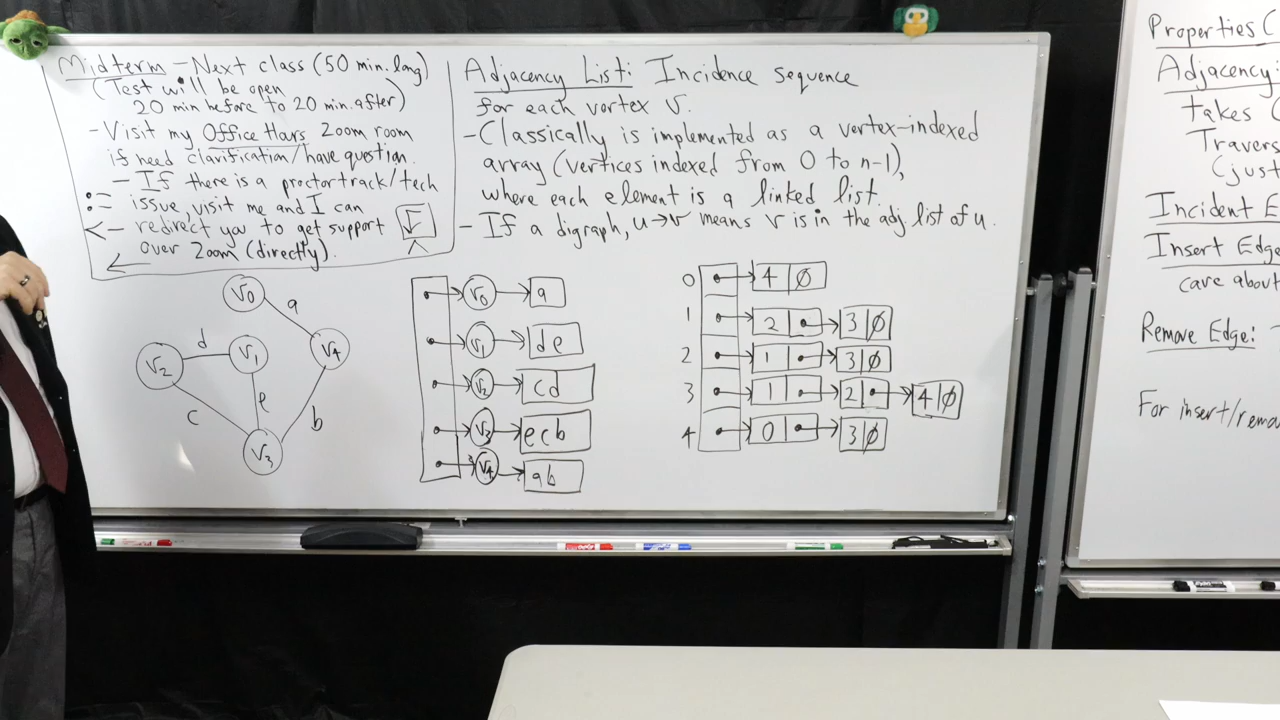 Midterm - Next class (50 min. long)
(Test will be open
20 min before to 20 min. after)
- Visit my Office Hours Zoom room
if need clarification/have question.
- If there is a proctortrack/tech
issue, visit me and I can
redirect you to get support
over Zoom (directly).
Adjacency List: Incidence sequence
for each vertex v.
- Classically is implemented as a vertex-indexed
array (vertices indexed from 0 to n-1),
where each element is a linked list.
- If a digraph, u→v means v is in the adj. list of u.
v0
a
v2
d
v1
v4
c
e
b
v3
v0 a
v1 de
v2 cd
v3 ecb
v4 ab
0 4 ∅
1 2 3 ∅
2 1 3 ∅
3 1 2 4 ∅
4 0 3 ∅
Properties (
Adjacency:
takes (
Travers
(just
Incident E
Insert Edge
care about
Remove Edge:
For insert/remo